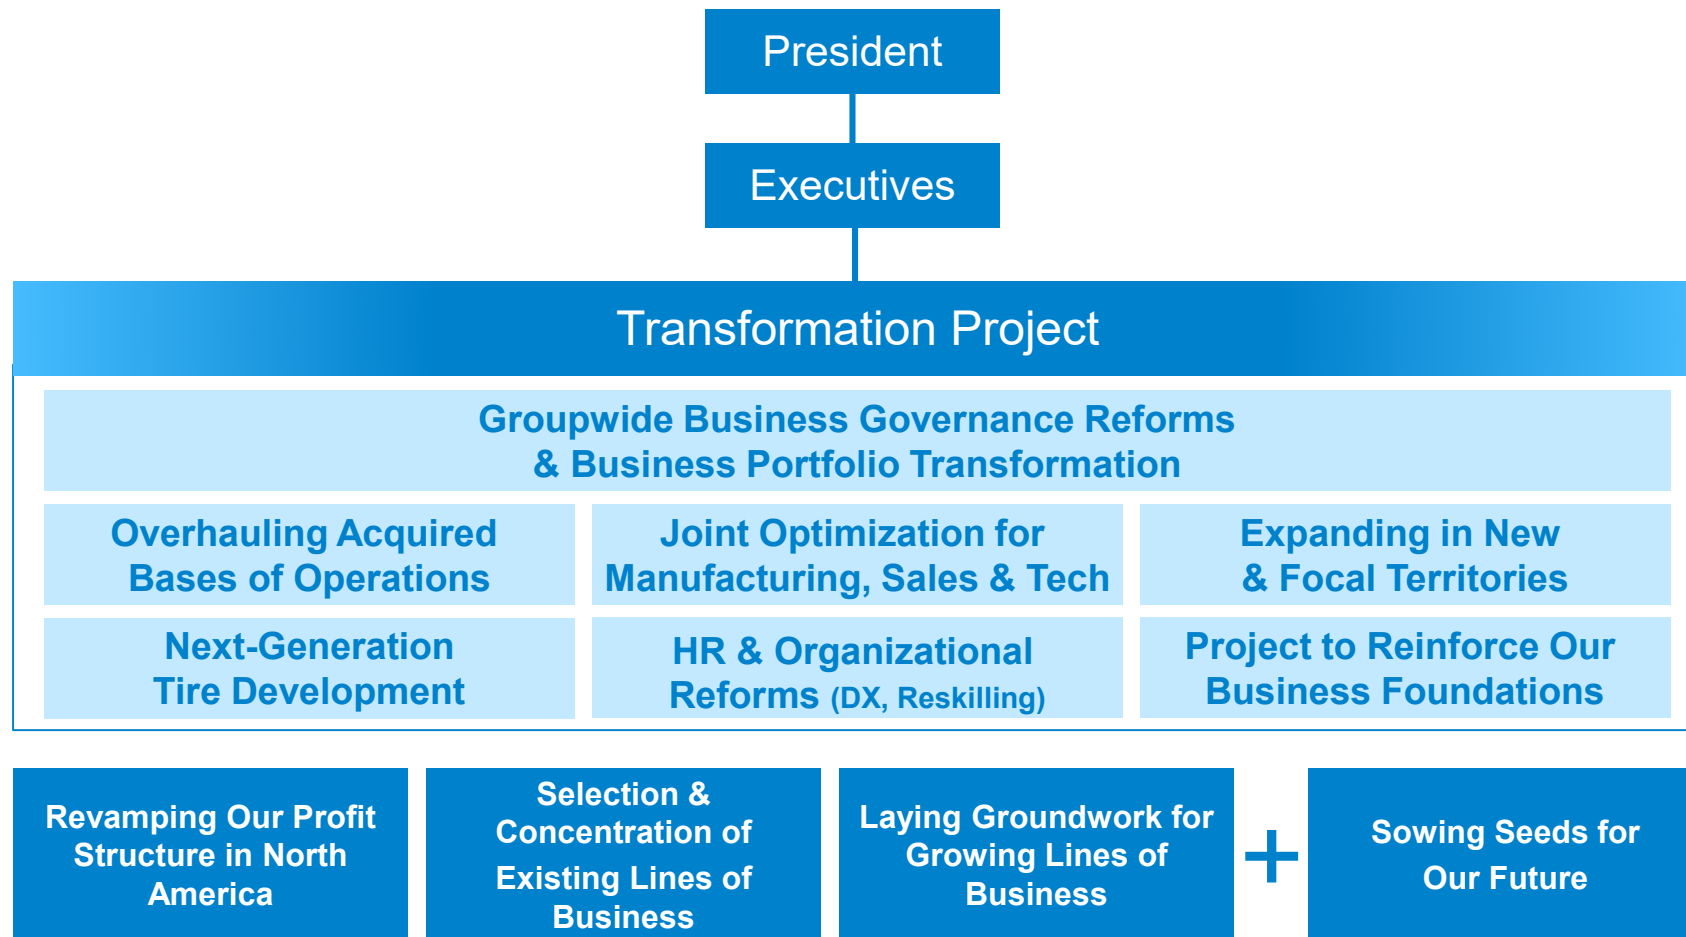 President
Executives
Transformation Project
Groupwide Business Governance Reforms
& Business Portfolio Transformation
Overhauling Acquired
Bases of Operations
Joint Optimization for
Manufacturing, Sales & Tech
Expanding in New
& Focal Territories
Next-Generation
Tire Development
HR & Organizational
Reforms (DX, Reskilling)
Project to Reinforce Our
Business Foundations
Revamping Our Profit
Structure in North
America
Selection &
Concentration of
Existing Lines of
Business
Laying Groundwork for
Growing Lines of
Business
+
Sowing Seeds for
Our Future